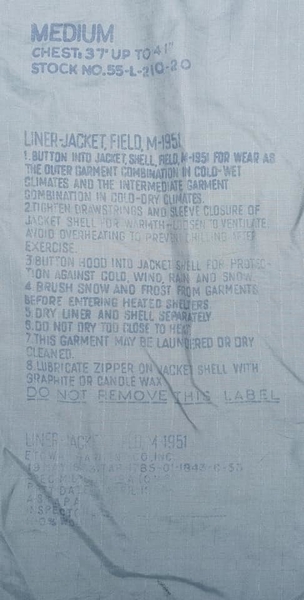 MEDIUM
CHEST: 37" UP TO 41"
STOCK NO. 55-L-210-20
LINER-JACKET, FIELD, M-1951
1. BUTTON INTO JACKET, SHELL, FIELD, M-1951 FOR WEAR AS
THE OUTER GARMENT COMBINATION IN COLD-WET
CLIMATES AND THE INTERMEDIATE GARMENT
COMBINATION IN COLD-DRY CLIMATES.
2. TIGHTEN DRAWSTRINGS AND SLEEVE CLOSURE OF
JACKET SHELL FOR WARMTH-LOOSEN TO VENTILATE.
AVOID OVERHEATING TO PREVENT CHILLING AFTER
EXERCISE.
3. BUTTON HOOD INTO JACKET SHELL FOR PROTEC-
TION AGAINST COLD, WIND, RAIN AND SNOW.
4. BRUSH SNOW AND FROST FROM GARMENTS
BEFORE ENTERING HEATED SHELTERS
5. DRY LINER AND SHELL SEPARATELY
6. DO NOT DRY TOO CLOSE TO HEAT
7. THIS GARMENT MAY BE LAUNDERED OR DRY
CLEANED.
8. LUBRICATE ZIPPER ON JACKET SHELL WITH
GRAPHITE OR CANDLE WAX
DO NOT REMOVE THIS LABEL
LINER-JACKET, FIELD, M-1951